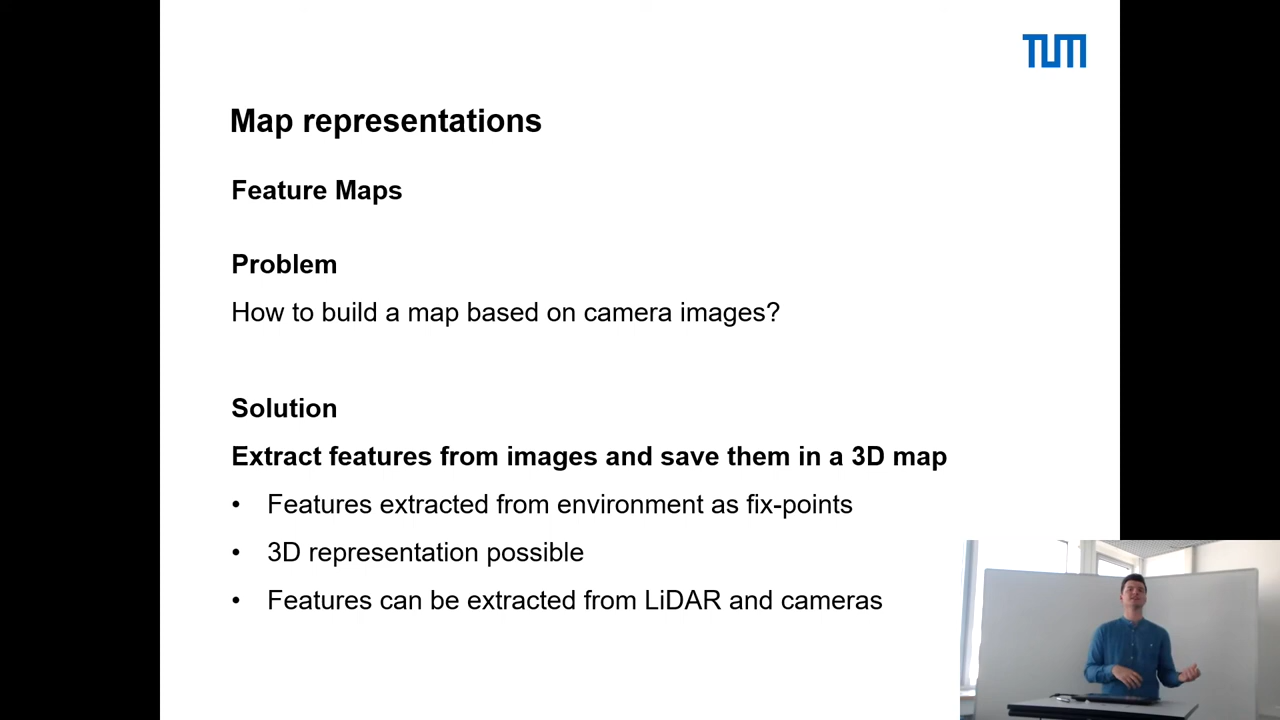 TUM
Map representations
Feature Maps
Problem
How to build a map based on camera images?
Solution
Extract features from images and save them in a 3D map
• Features extracted from environment as fix-points
• 3D representation possible
• Features can be extracted from LiDAR and cameras